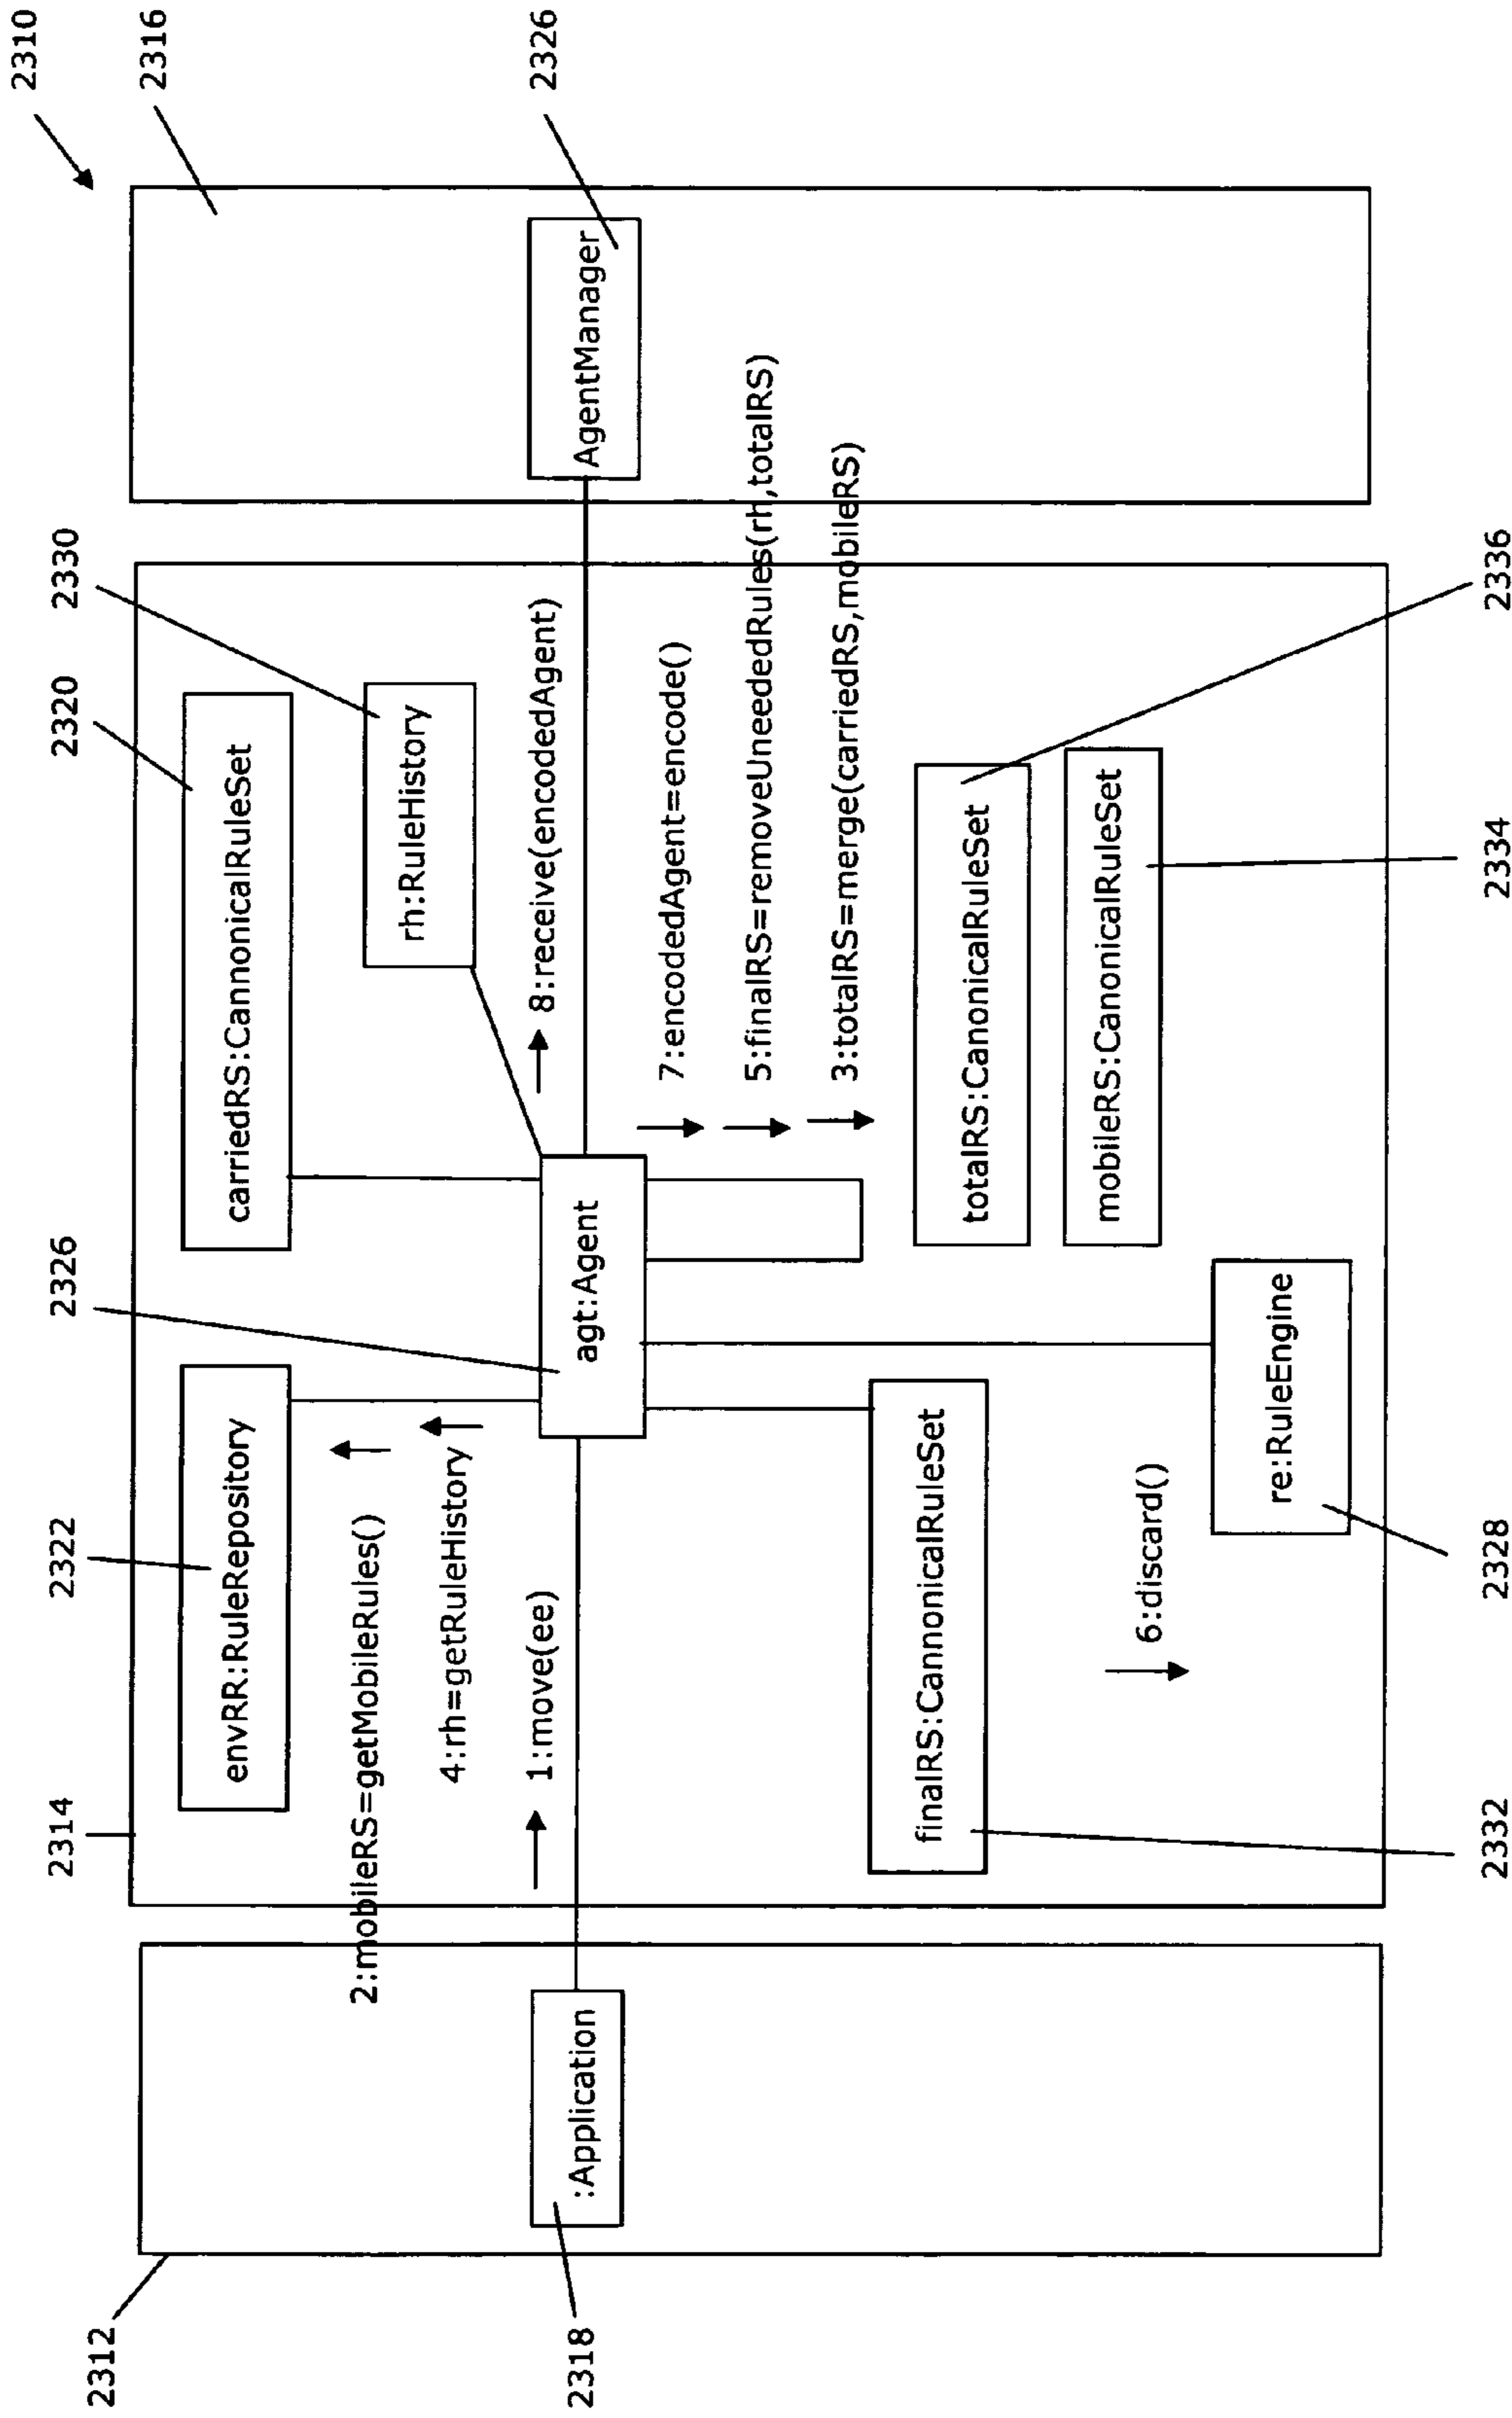 2310
2316
2326
AgentManager
2330
2320
2326
2322
2314
carriedRS:CannonicalRuleSet
rh:RuleHistory
envRR:RuleRepository
2:mobileRS=getMobileRules()
4:rh=getRuleHistory
1:move(ee)
8:receive(encodedAgent)
agt:Agent
7:encodedAgent=encode()
5:finalRS=removeUneededRules(rh,totalRS)
3:totalRS=merge(carriedRS,mobileRS)
totalRS:CanonicalRuleSet
mobileRS:CanonicalRuleSet
finalRS:CannonicalRuleSet
6:discard()
re:RuleEngine
2336
2334
2328
2332
:Application
2312
2318